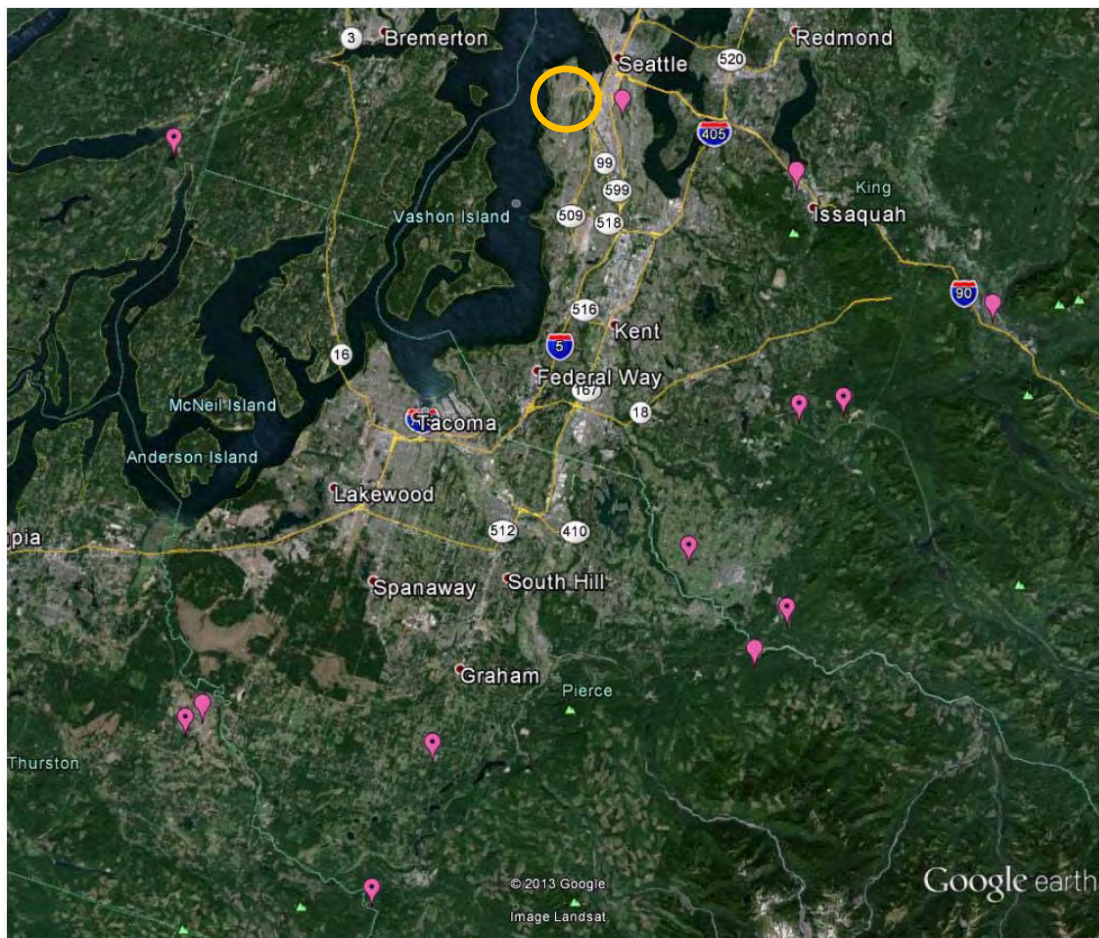 3
Bremerton
Redmond
520
Seattle
405
99
King
599
Vashon Island
Issaquah
509
518
90
516
Kent
5
16
Federal Way
167
McNeil Island
18
Tacoma
Anderson Island
Lakewood
512
410
pia
Spanaway
South Hill
Graham
Pierce
Thurston
© 2013 Google
Image Landsat
Google earth